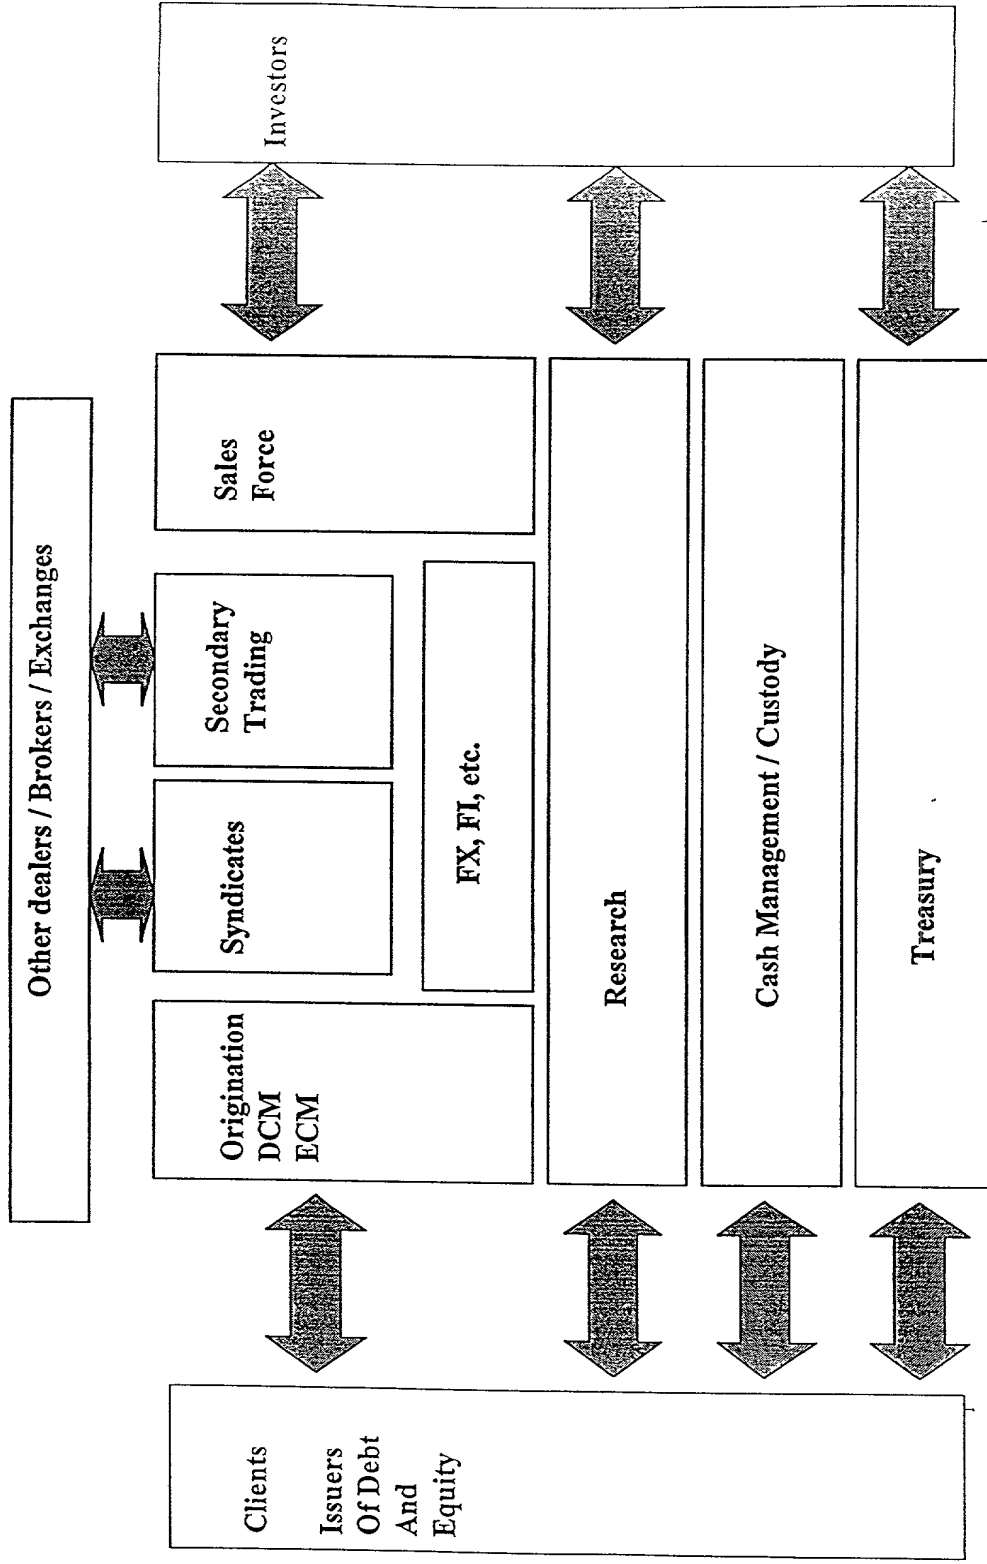 Other dealers / Brokers / Exchanges
Clients
Issuers
Of Debt
And
Equity
Origination
DCM
ECM
Syndicates
Secondary
Trading
Sales
Force
Investors
FX, FI, etc.
Research
Cash Management / Custody
Treasury